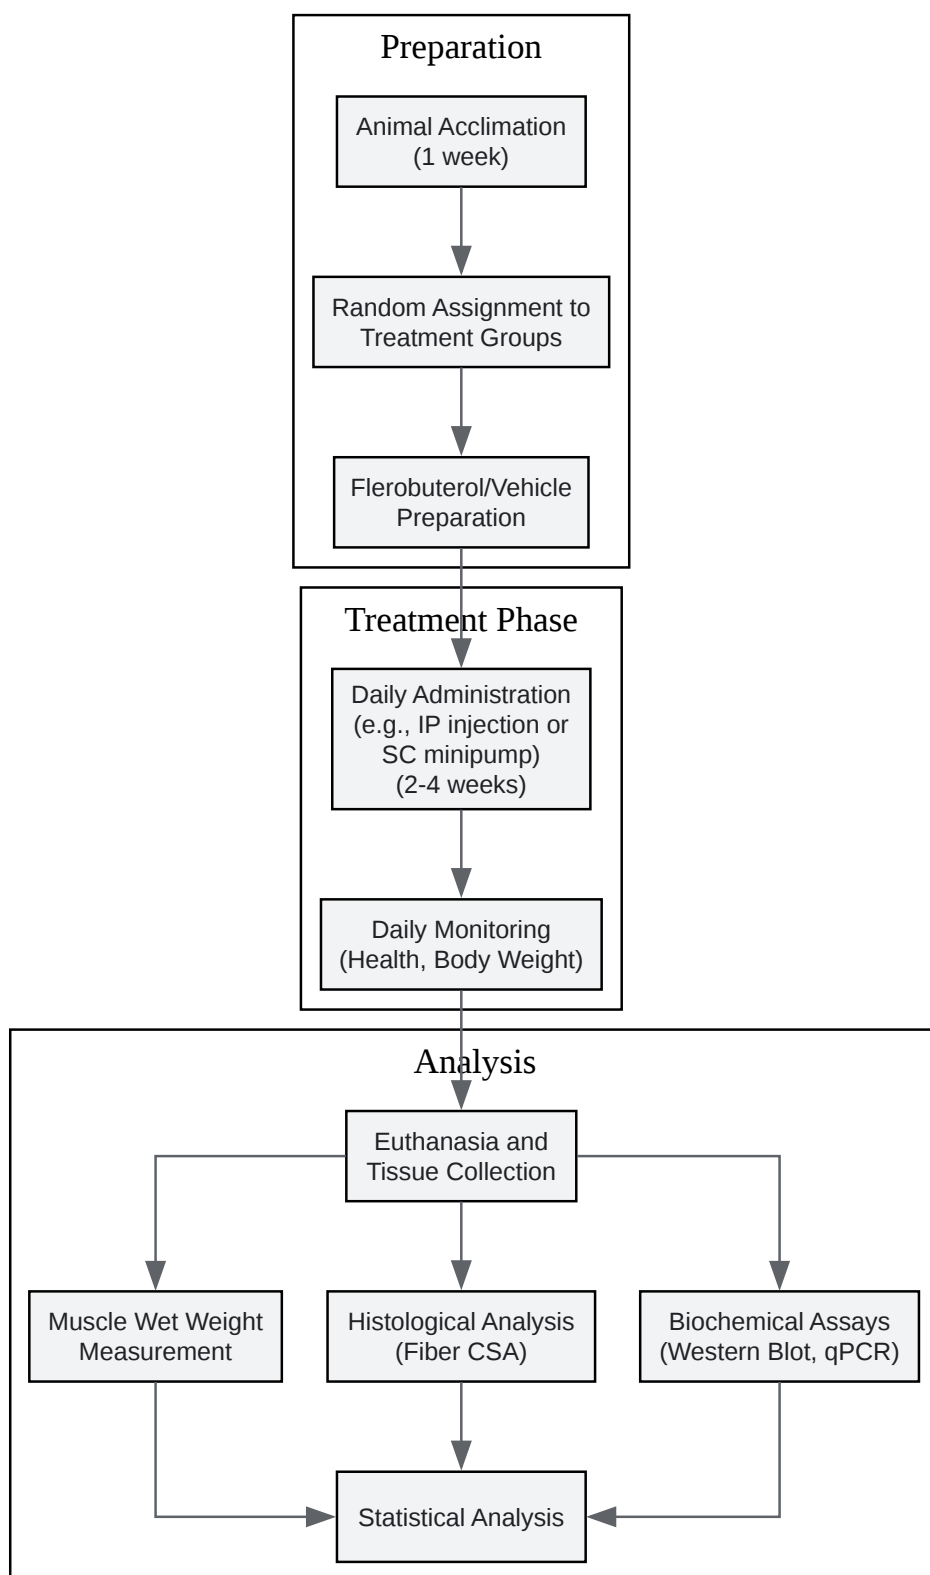 Preparation
Animal Acclimation
(1 week)
Random Assignment to
Treatment Groups
Flerobuterol/Vehicle
Preparation
Treatment Phase
Daily Administration
(e.g., IP injection or
SC minipump)
(2-4 weeks)
Daily Monitoring
(Health, Body Weight)
Analysis
Euthanasia and
Tissue Collection
Muscle Wet Weight
Measurement
Histological Analysis
(Fiber CSA)
Biochemical Assays
(Western Blot, qPCR)
Statistical Analysis